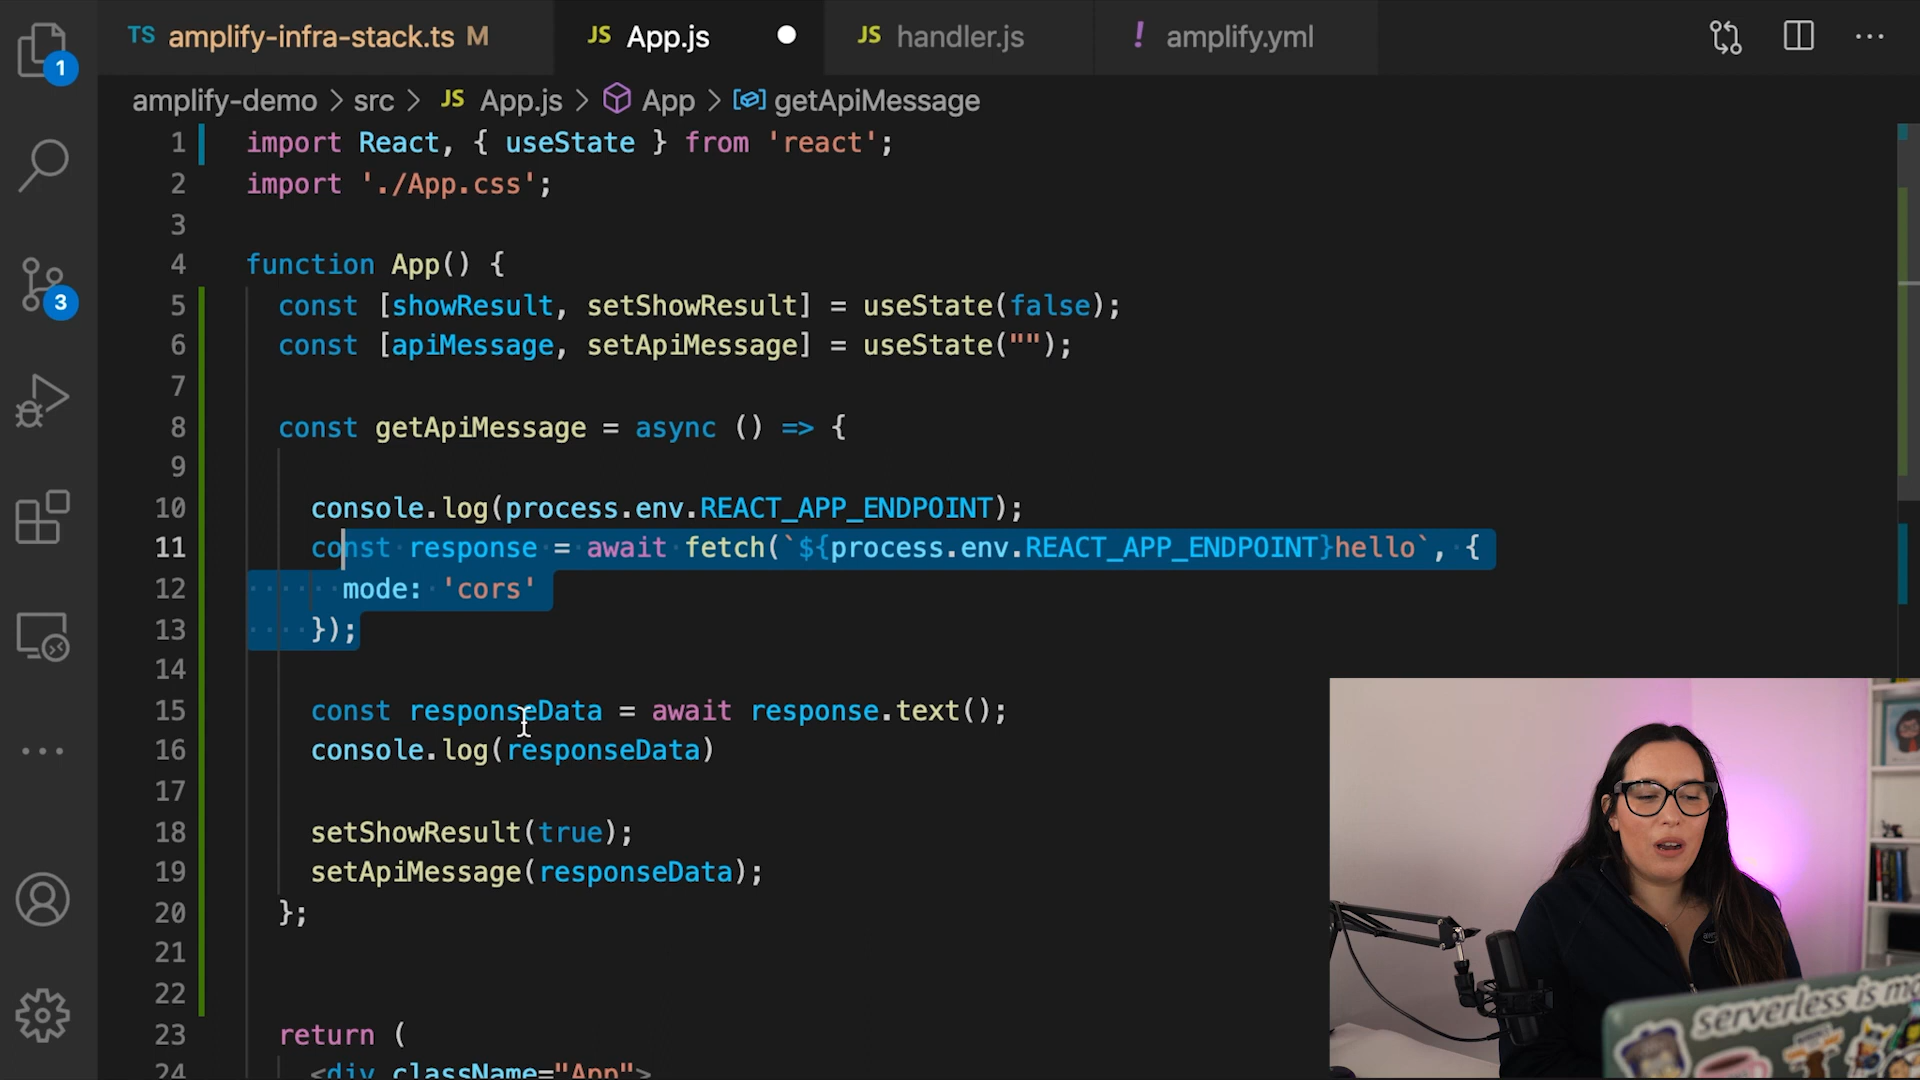 TS amplify-infra-stack.ts M
JS App.js
JS handler.js
! amplify.yml
1
amplify-demo > src > JS App.js > App > getApiMessage
1 import React, { useState } from 'react';
2 import './App.css';
3
4 function App() {
5 const [showResult, setShowResult] = useState(false);
6 const [apiMessage, setApiMessage] = useState("");
7
8 const getApiMessage = async () => {
9
10 console.log(process.env.REACT_APP_ENDPOINT);
11 const response = await fetch(`${process.env.REACT_APP_ENDPOINT}hello`, {
12 mode: 'cors'
13 });
14
15 const responseData = await response.text();
16 console.log(responseData)
17
18 setShowResult(true);
19 setApiMessage(responseData);
20 };
21
22
23 return (
24 <div className="App">
3
serverless is